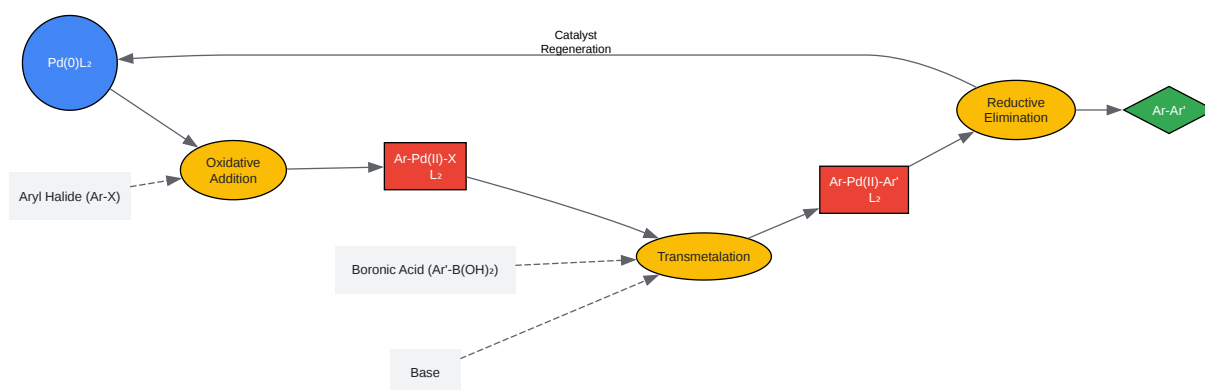 Catalyst
Regeneration
Pd(0)L₂
Reductive
Elimination
Ar-Ar'
Oxidative
Addition
Ar-Pd(II)-X
L₂
Ar-Pd(II)-Ar'
L₂
Aryl Halide (Ar-X)
Transmetalation
Boronic Acid (Ar'-B(OH)₂)
Base